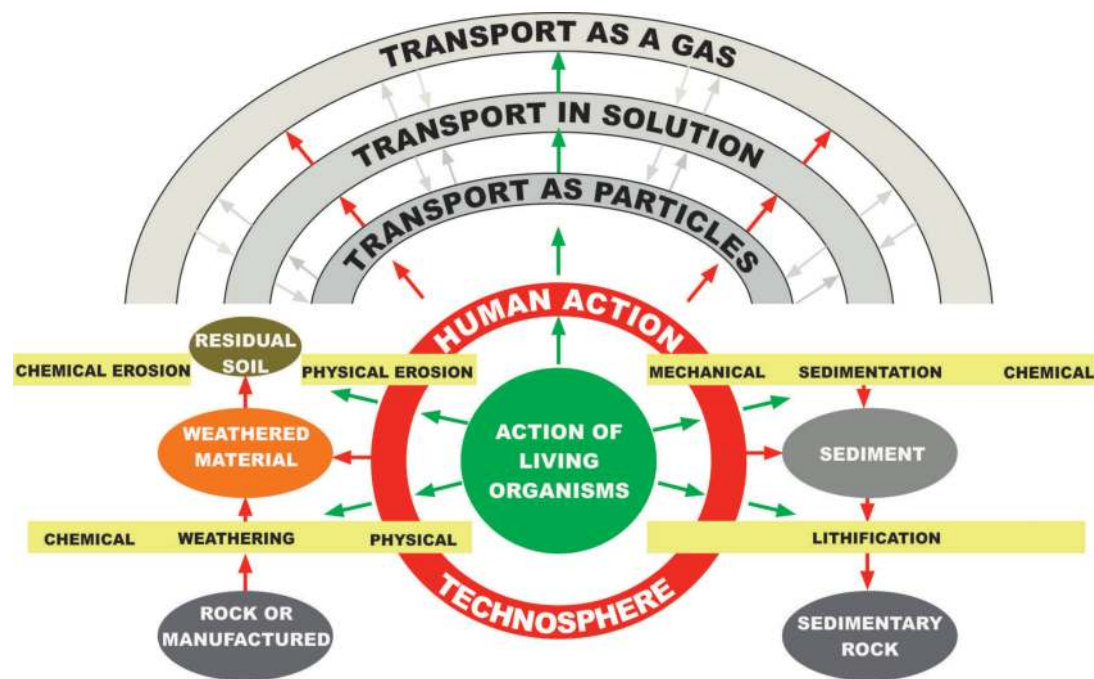 TRANSPORT AS A GAS
TRANSPORT IN SOLUTION
TRANSPORT AS PARTICLES
HUMAN ACTION
RESIDUAL
SOIL
CHEMICAL EROSION
PHYSICAL EROSION
MECHANICAL SEDIMENTATION CHEMICAL
WEATHERED
MATERIAL
ACTION OF
LIVING
ORGANISMS
SEDIMENT
CHEMICAL WEATHERING PHYSICAL
LITHIFICATION
TECHNOSPHERE
ROCK OR
MANUFACTURED
SEDIMENTARY
ROCK